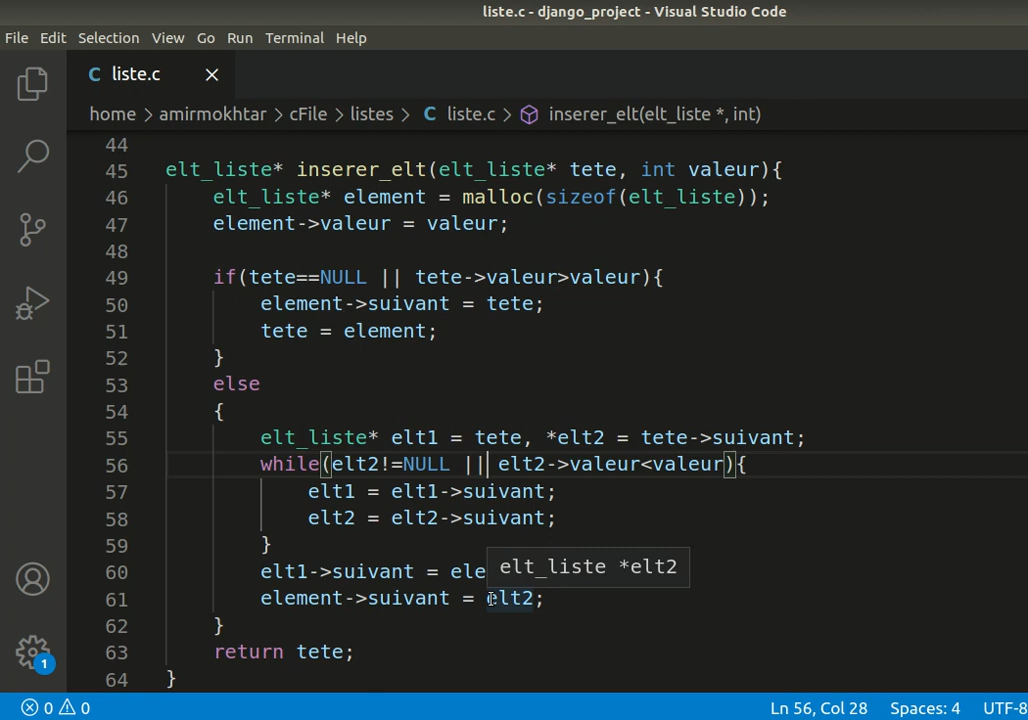 liste.c - django_project - Visual Studio Code
File Edit Selection View Go Run Terminal Help
C liste.c ×
home > amirmokhtar > cFile > listes > C liste.c > inserer_elt(elt_liste *, int)
44
45 elt_liste* inserer_elt(elt_liste* tete, int valeur){
46 elt_liste* element = malloc(sizeof(elt_liste));
47 element->valeur = valeur;
48
49 if(tete==NULL || tete->valeur>valeur){
50 element->suivant = tete;
51 tete = element;
52 }
53 else
54 {
55 elt_liste* elt1 = tete, *elt2 = tete->suivant;
56 while(elt2!=NULL || elt2->valeur<valeur){
57 elt1 = elt1->suivant;
58 elt2 = elt2->suivant;
59 }
elt_liste *elt2
60 elt1->suivant = ele
61 element->suivant = elt2;
62 }
63 return tete;
64 }
1
0 0 Ln 56, Col 28 Spaces: 4 UTF-8